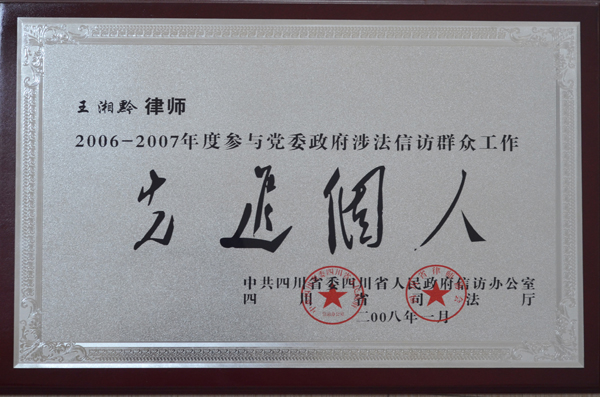 王湘黔 律师
2006-2007年度参与党委政府涉法信访群众工作
先进個人
中共四川省委四川省人民政府信访办公室
四川省司法厅
二00八年一月